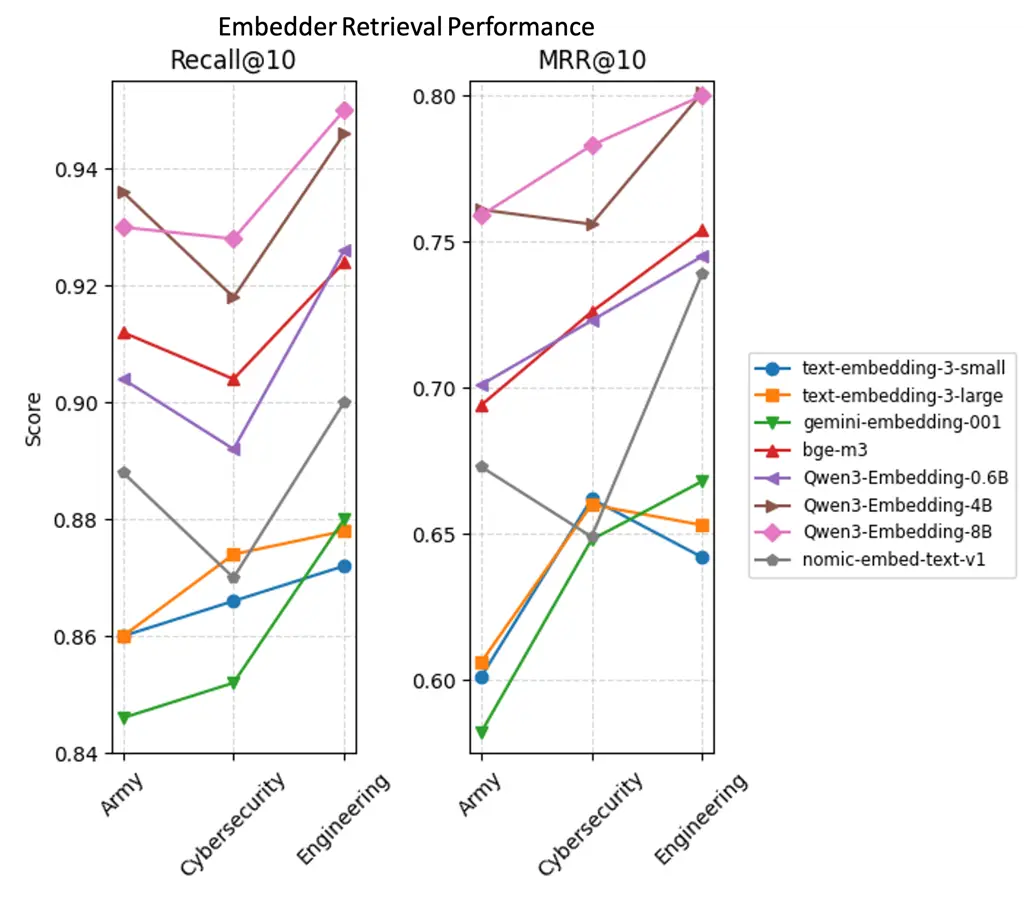 Embedder Retrieval Performance
Recall@10
MRR@10
Score
0.94
0.92
0.90
0.88
0.86
0.84
Army
Cybersecurity
Engineering
0.80
0.75
0.70
0.65
0.60
Army
Cybersecurity
Engineering
text-embedding-3-small
text-embedding-3-large
gemini-embedding-001
bge-m3
Qwen3-Embedding-0.6B
Qwen3-Embedding-4B
Qwen3-Embedding-8B
nomic-embed-text-v1